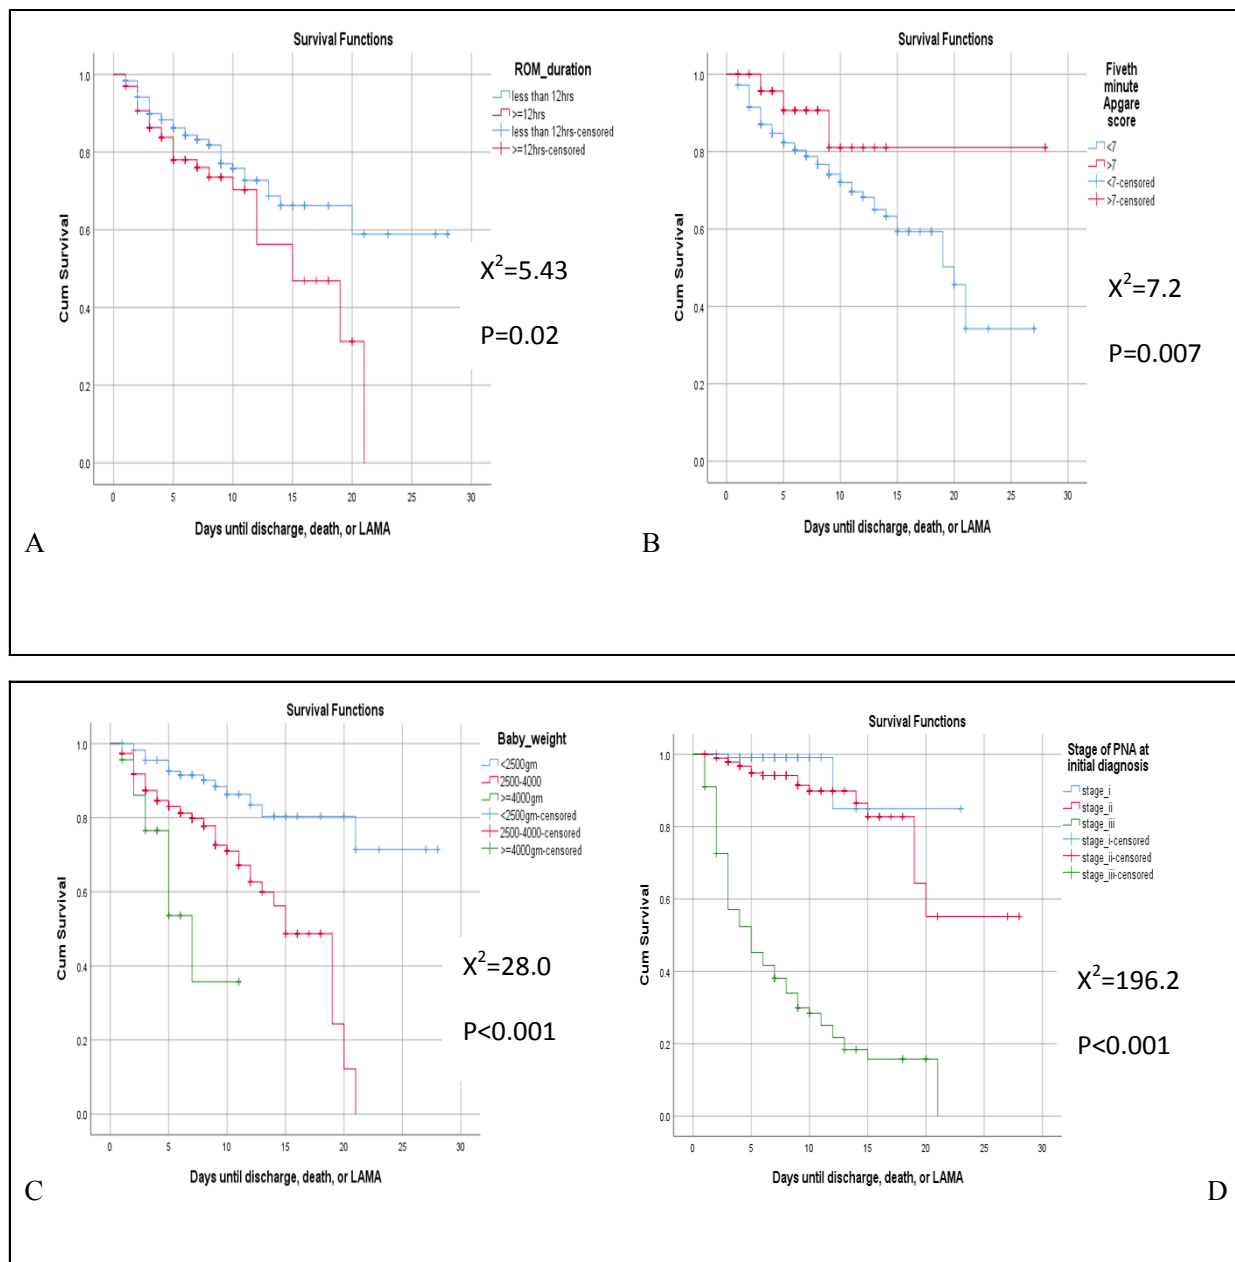 Survival Functions
ROM_duration
less than 12hrs
>=12hrs
less than 12hrs-censored
>=12hrs-censored
Cum Survival
1.0
0.8
0.6
0.4
0.2
0.0
0 5 10 15 20 25 30
Days until discharge, death, or LAMA
X²=5.43
P=0.02
A
Survival Functions
Fiveth
minute
Apgare
score
<7
>7
<7-censored
>7-censored
Cum Survival
1.0
0.8
0.6
0.4
0.2
0.0
0 5 10 15 20 25 30
Days until discharge, death, or LAMA
X²=7.2
P=0.007
B
Survival Functions
Baby_weight
<2500gm
2500-4000
>=4000gm
<2500gm-censored
2500-4000-censored
>=4000gm-censored
Cum Survival
1.0
0.8
0.6
0.4
0.2
0.0
0 5 10 15 20 25 30
Days until discharge, death, or LAMA
X²=28.0
P<0.001
C
Survival Functions
Stage of PNA at
initial diagnosis
stage_i
stage_ii
stage_iii
stage_i-censored
stage_ii-censored
stage_iii-censored
Cum Survival
1.0
0.8
0.6
0.4
0.2
0.0
0 5 10 15 20 25 30
Days until discharge, death, or LAMA
X²=196.2
P<0.001
D